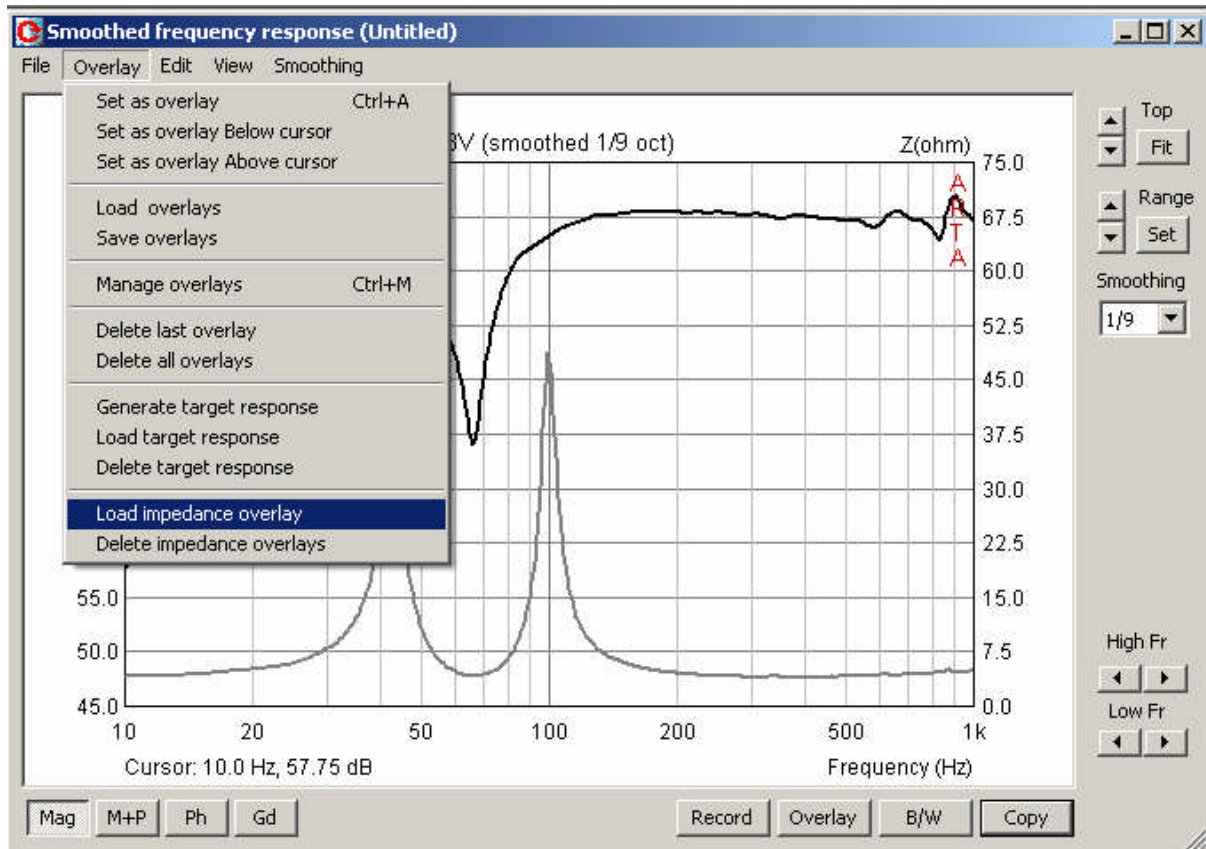 Smoothed frequency response (Untitled)
File Overlay Edit View Smoothing
Set as overlay Ctrl+A
Set as overlay Below cursor
Set as overlay Above cursor
Load overlays
Save overlays
Manage overlays Ctrl+M
Delete last overlay
Delete all overlays
Generate target response
Load target response
Delete target response
Load impedance overlay
Delete impedance overlays
(smoothed 1/9 oct)
Z(ohm)
75.0
67.5
60.0
52.5
45.0
37.5
30.0
22.5
15.0
7.5
0.0
A
R
T
A
55.0
50.0
45.0
10 20 50 100 200 500 1k
Cursor: 10.0 Hz, 57.75 dB
Frequency (Hz)
Top
Fit
Range
Set
Smoothing
1/9
High Fr
Low Fr
Mag M+P Ph Gd Record Overlay B/W Copy